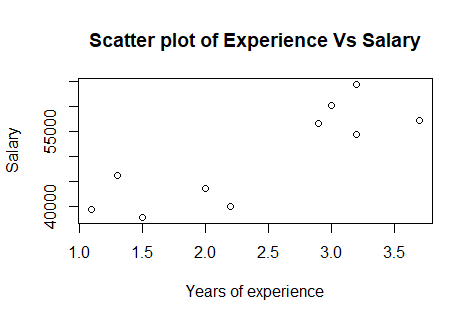 Scatter plot of Experience Vs Salary
Salary
55000
40000
1.0 1.5 2.0 2.5 3.0 3.5
Years of experience